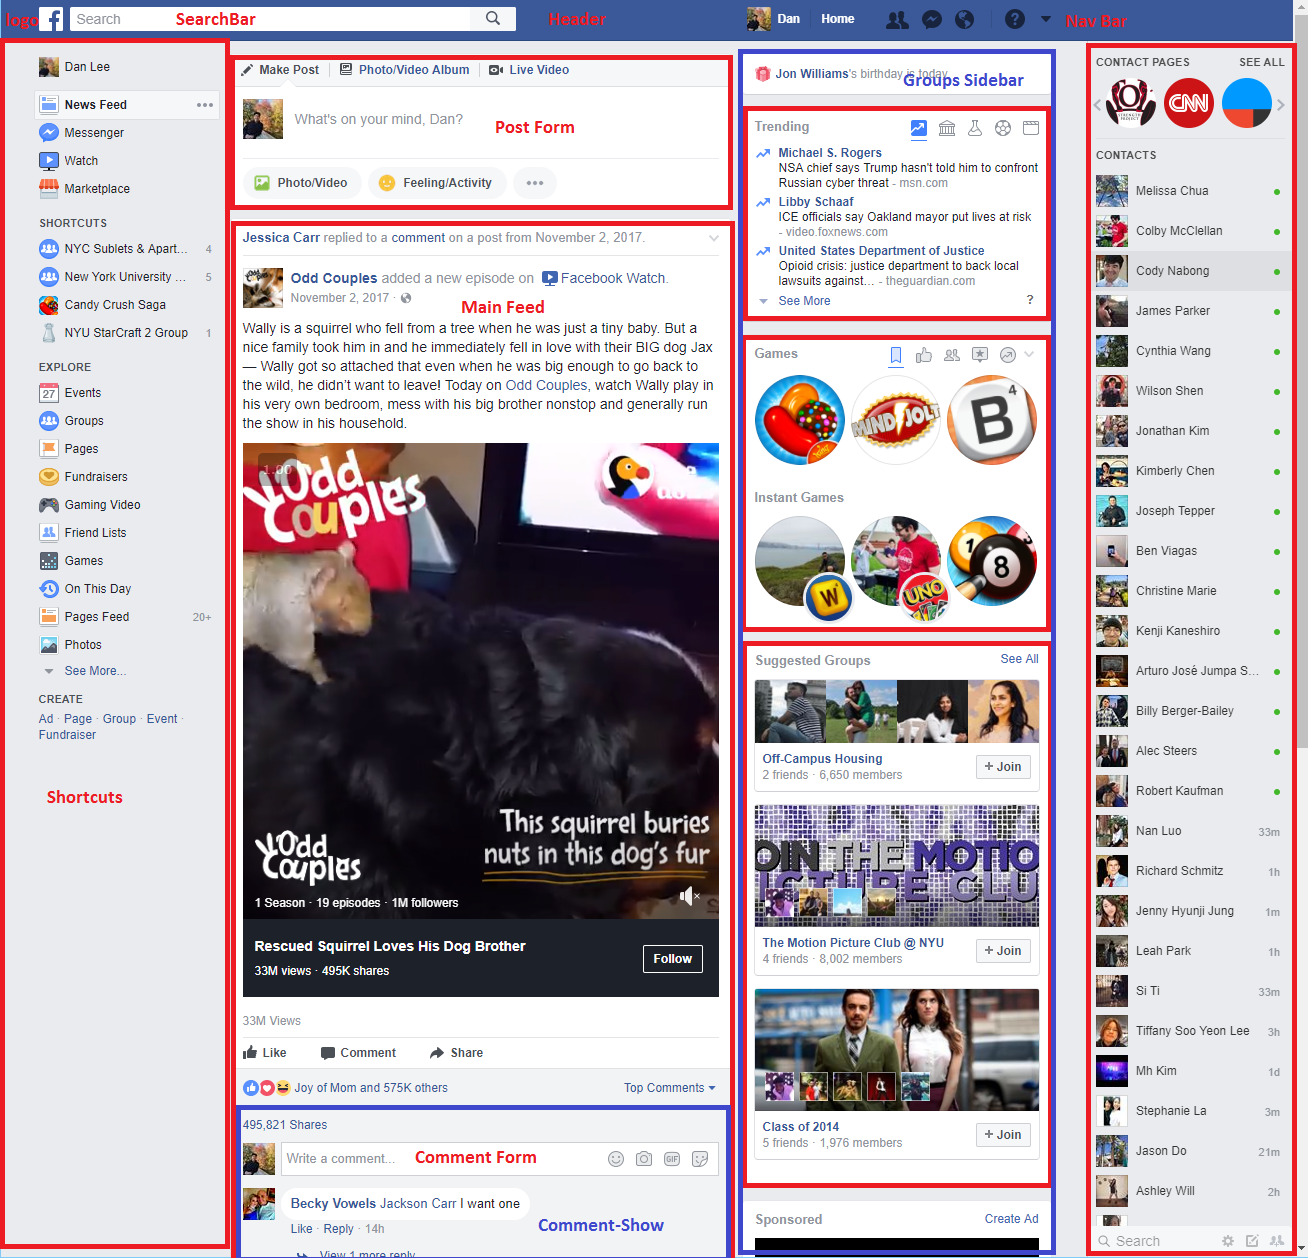 logo
Search
SearchBar
Header
Dan
Home
Nav Bar
Dan Lee
News Feed
Messenger
Watch
Marketplace
SHORTCUTS
NYC Sublets & Apart... 4
New York University ... 5
Candy Crush Saga
NYU StarCraft 2 Group 1
EXPLORE
27 Events
Groups
Pages
Fundraisers
Gaming Video
Friend Lists
Games
On This Day
Pages Feed 20+
Photos
See More...
CREATE
Ad · Page · Group · Event ·
Fundraiser
Shortcuts
Make Post
Photo/Video Album
Live Video
What's on your mind, Dan?
Post Form
Photo/Video
Feeling/Activity
Jessica Carr replied to a comment on a post from November 2, 2017.
Odd Couples added a new episode on Facebook Watch.
November 2, 2017 ·
Main Feed
Wally is a squirrel who fell from a tree when he was just a tiny baby. But a
nice family took him in and he immediately fell in love with their BIG dog Jax
— Wally got so attached that even when he was big enough to go back to
the wild, he didn't want to leave! Today on Odd Couples, watch Wally play in
his very own bedroom, mess with his big brother nonstop and generally run
the show in his household.
1:00
Odd
Couples
This squirrel buries
nuts in this dog's fur
Odd
Couples
1 Season · 19 episodes · 1M followers
Rescued Squirrel Loves His Dog Brother
33M views · 495K shares
Follow
33M Views
Like
Comment
Share
Joy of Mom and 575K others
Top Comments
495,821 Shares
Write a comment...
Comment Form
GIF
Becky Vowels Jackson Carr I want one
Like · Reply · 14h
Comment-Show
View 1 more reply
Jon Williams's birthday is today
Groups Sidebar
Trending
Michael S. Rogers
NSA chief says Trump hasn't told him to confront
Russian cyber threat - msn.com
Libby Schaaf
ICE officials say Oakland mayor put lives at risk
- video.foxnews.com
United States Department of Justice
Opioid crisis: justice department to back local
lawsuits against... - theguardian.com
See More
?
Games
MIND JOLT
B 4
Instant Games
W
UNO
1
8
Suggested Groups
See All
Off-Campus Housing
2 friends · 6,650 members
+ Join
JOIN THE MOTION
PICTURE CLUB
The Motion Picture Club @ NYU
4 friends · 8,002 members
+ Join
Class of 2014
5 friends · 1,976 members
+ Join
Sponsored
Create Ad
CONTACT PAGES
SEE ALL
CNN
CONTACTS
Melissa Chua
Colby McClellan
Cody Nabong
James Parker
Cynthia Wang
Wilson Shen
Jonathan Kim
Kimberly Chen
Joseph Tepper
Ben Viagas
Christine Marie
Kenji Kaneshiro
Arturo José Jumpa S...
Billy Berger-Bailey
Alec Steers
Robert Kaufman
Nan Luo 33m
Richard Schmitz 1h
Jenny Hyunji Jung 1m
Leah Park 1h
Si Ti 33m
Tiffany Soo Yeon Lee 3h
Mh Kim 1d
Stephanie La 3m
Jason Do 21m
Ashley Will 2h
Search